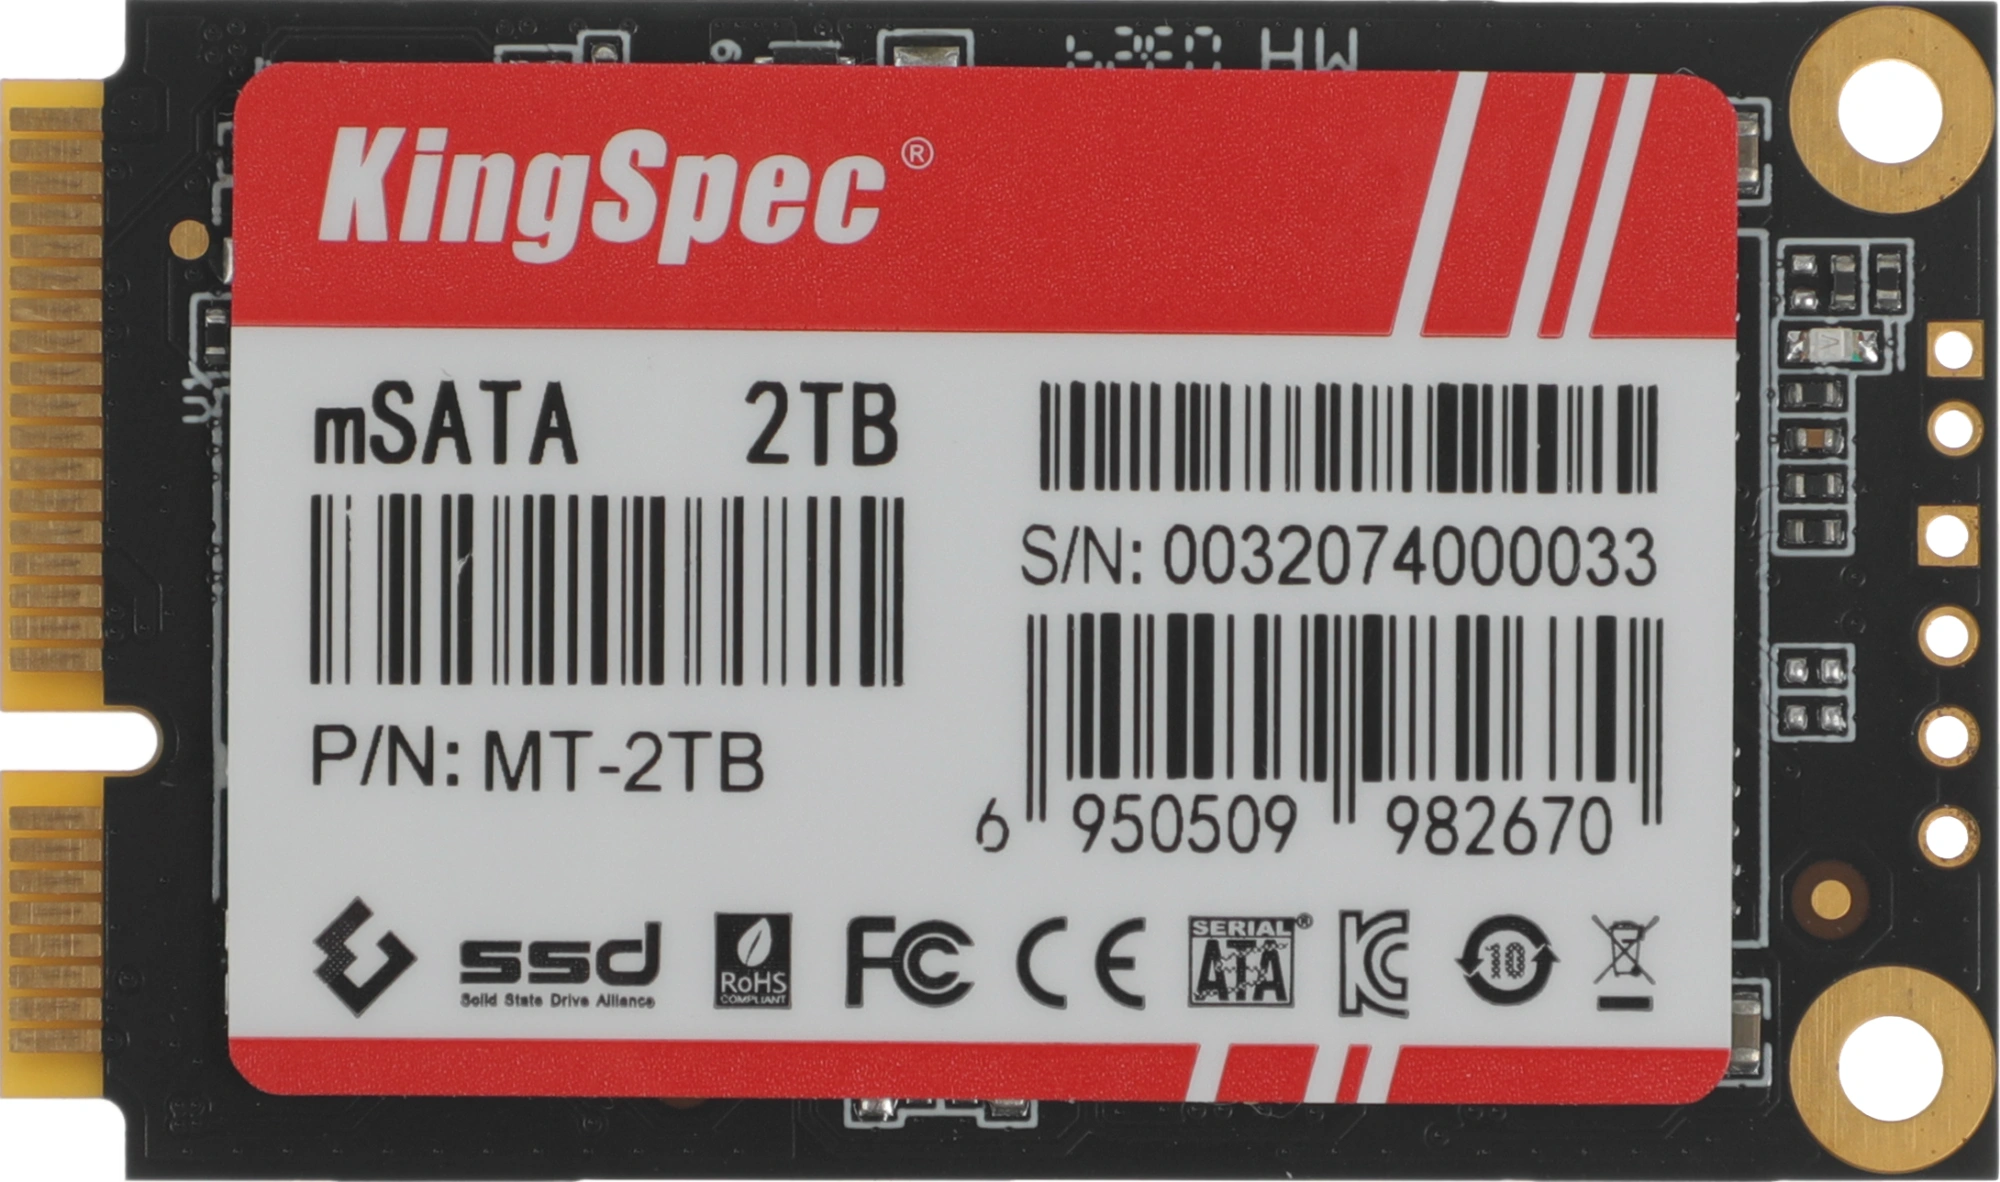 KingSpec®
mSATA 2TB
S/N: 0032074000033
P/N: MT-2TB
6 950509 982670
ssd
Solid State Drive Alliance
RoHS
COMPLIANT
FC
CE
SERIAL®
ATA
KC
10